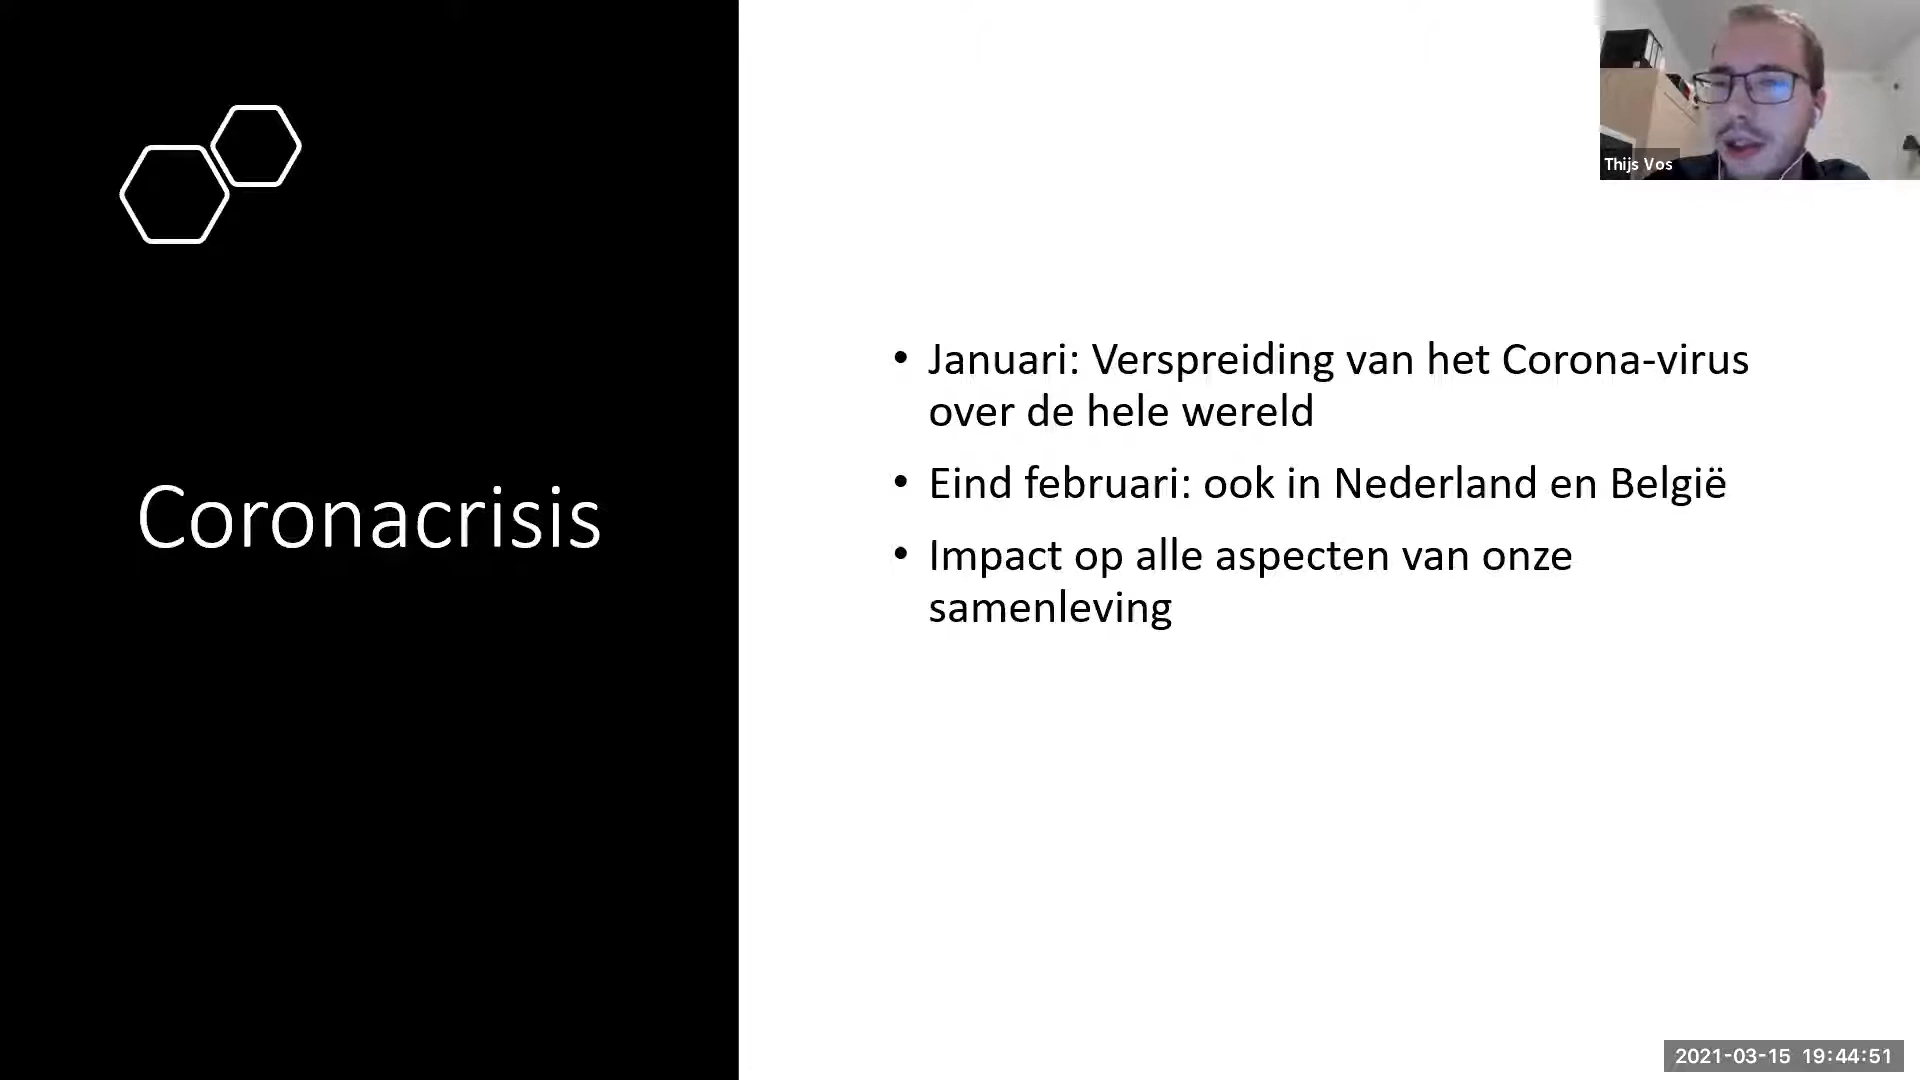 Thijs Vos
Coronacrisis
• Januari: Verspreiding van het Corona-virus
over de hele wereld
• Eind februari: ook in Nederland en België
• Impact op alle aspecten van onze
samenleving
2021-03-15 19:44:51